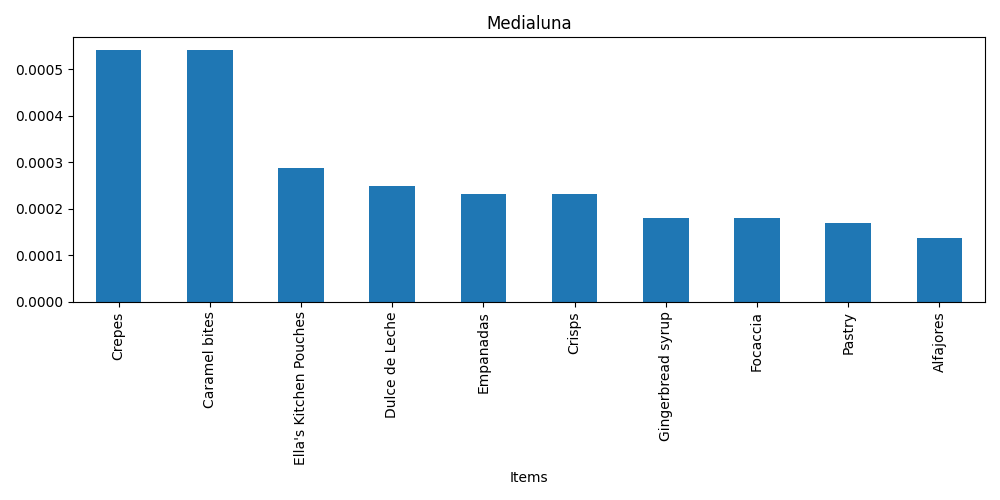 Medialuna
0.0005
0.0004
0.0003
0.0002
0.0001
0.0000
Crepes
Caramel bites
Ella's Kitchen Pouches
Dulce de Leche
Empanadas
Crisps
Gingerbread syrup
Focaccia
Pastry
Alfajores
Items